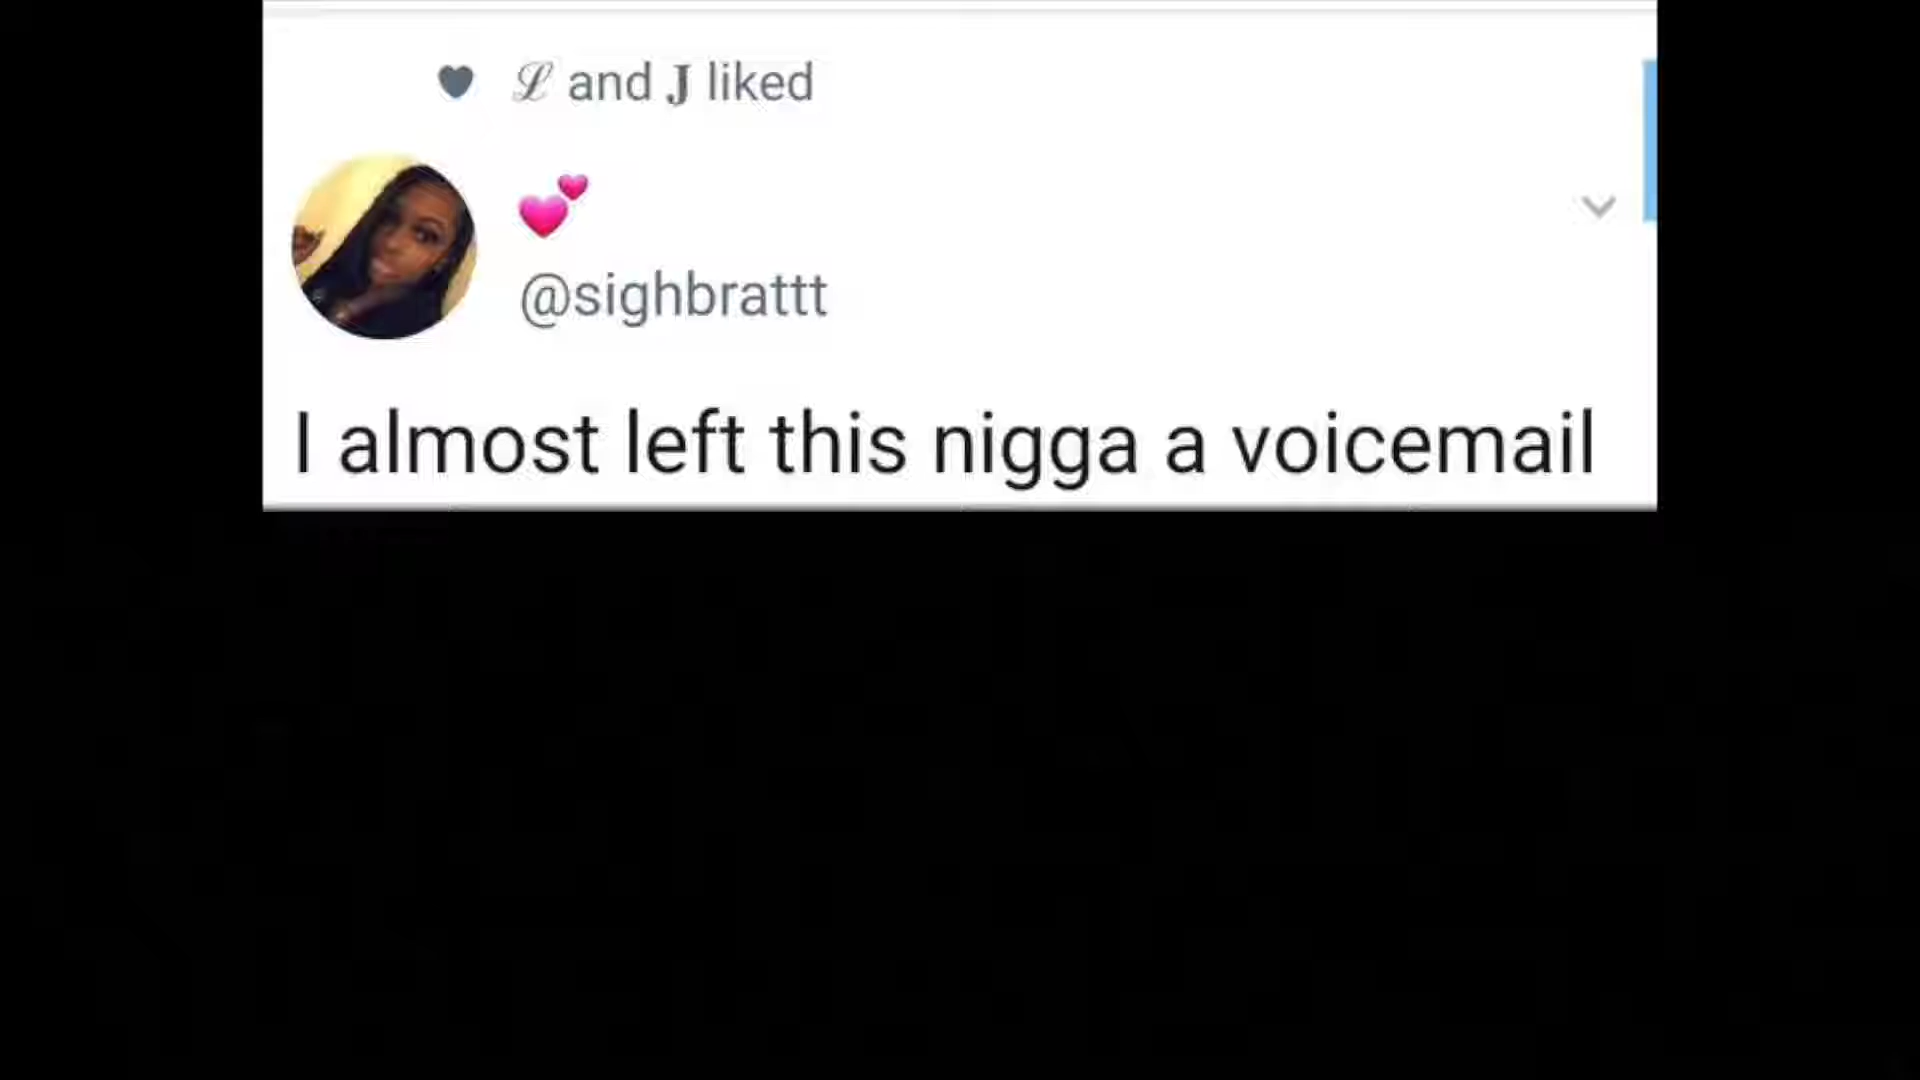 ℒ and 𝐉 liked
💕
@sighbrattt
I almost left this nigga a voicemail